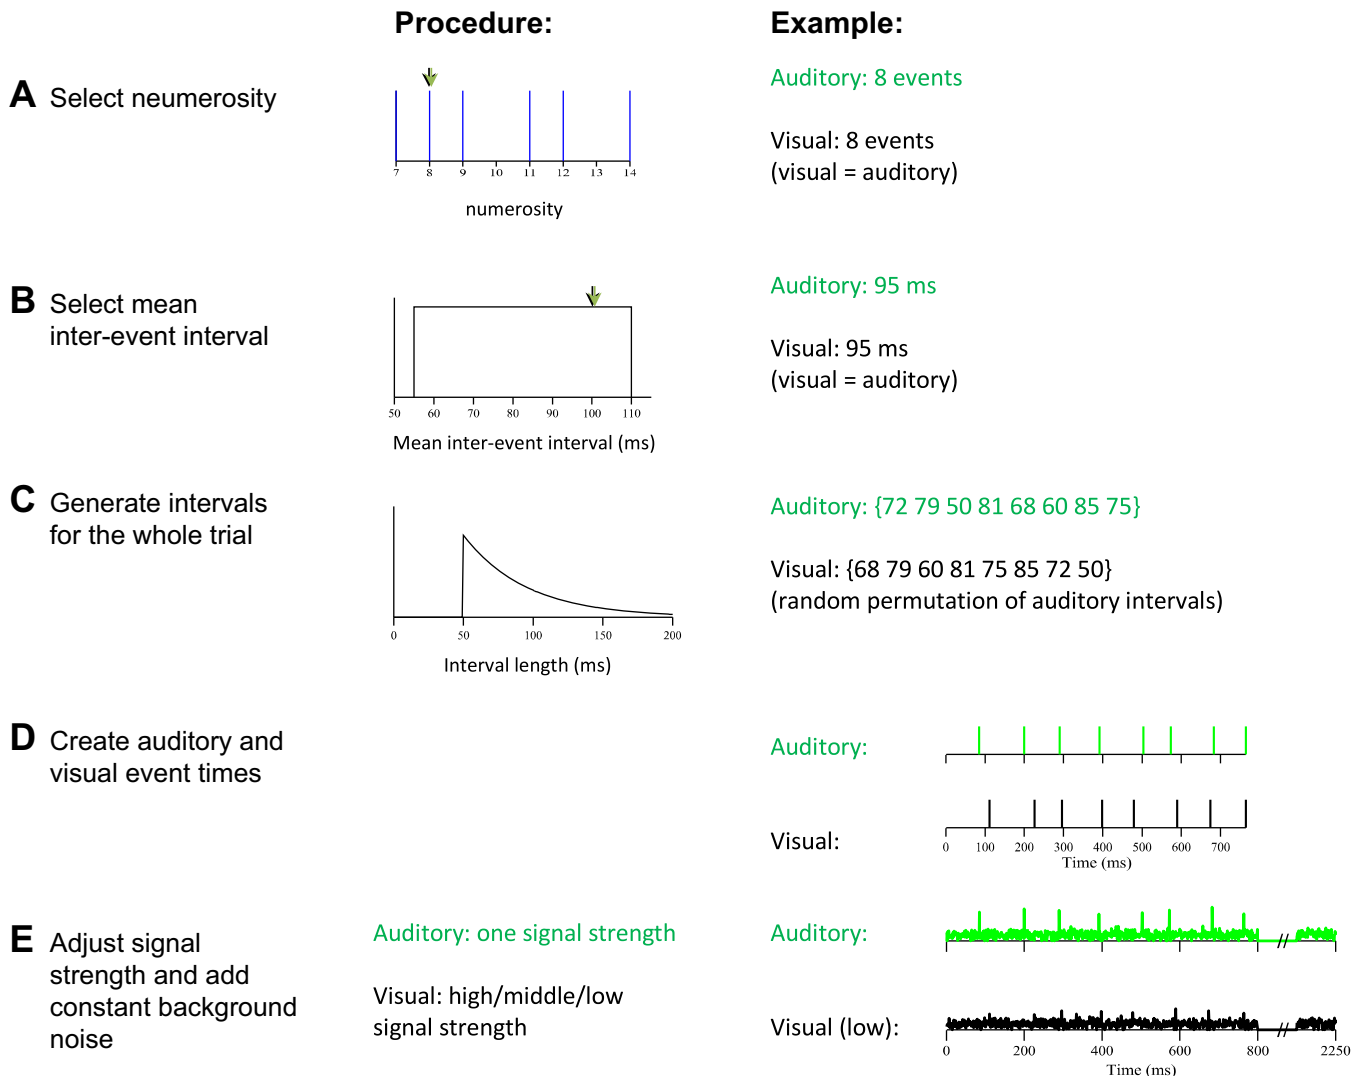 Procedure:
Example:
A Select neumerosity
7 8 9 10 11 12 13 14
numerosity
Auditory: 8 events
Visual: 8 events
(visual = auditory)
B Select mean
inter-event interval
50 60 70 80 90 100 110
Mean inter-event interval (ms)
Auditory: 95 ms
Visual: 95 ms
(visual = auditory)
C Generate intervals
for the whole trial
0 50 100 150 200
Interval length (ms)
Auditory: {72 79 50 81 68 60 85 75}
Visual: {68 79 60 81 75 85 72 50}
(random permutation of auditory intervals)
D Create auditory and
visual event times
Auditory:
Visual:
0 100 200 300 400 500 600 700
Time (ms)
E Adjust signal
strength and add
constant background
noise
Auditory: one signal strength
Visual: high/middle/low
signal strength
Auditory:
//
Visual (low):
//
0 200 400 600 800 2250
Time (ms)